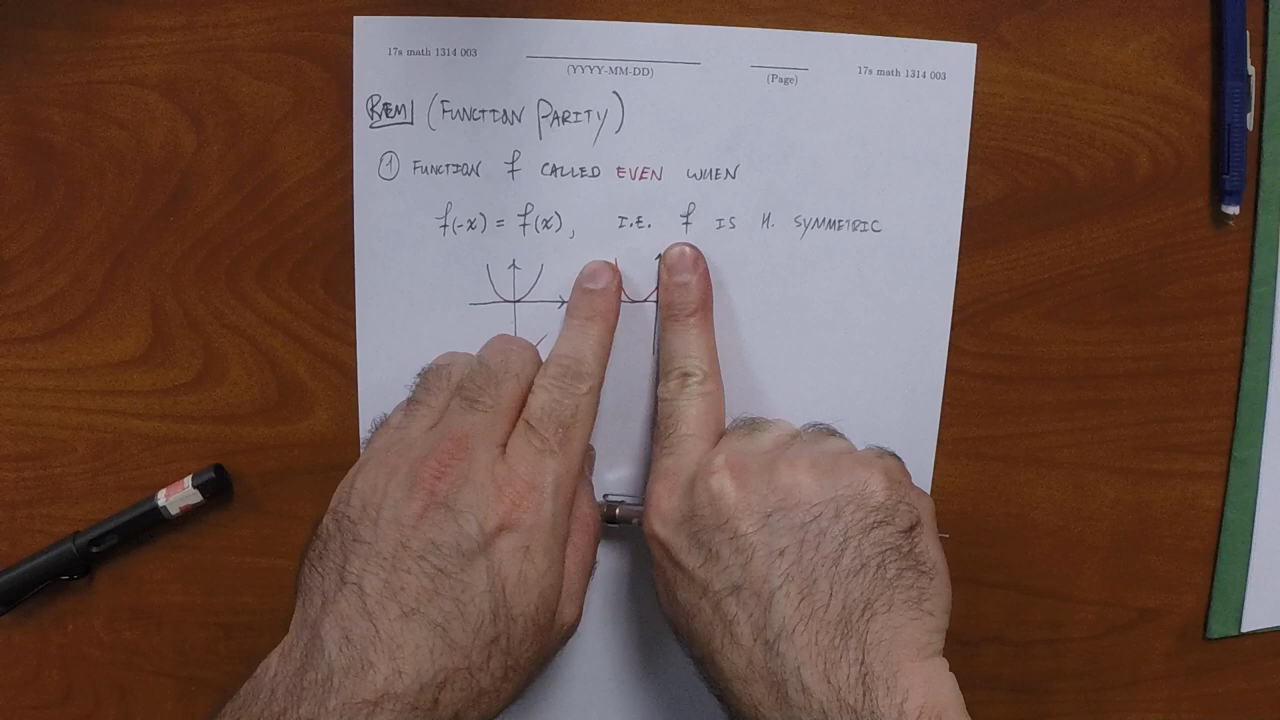 17s math 1314 003
(YYYY-MM-DD)
(Page)
17s math 1314 003
REM (FUNCTION PARITY)
① FUNCTION f CALLED EVEN WHEN
f(-x) = f(x), I.E. f IS H. SYMMETRIC